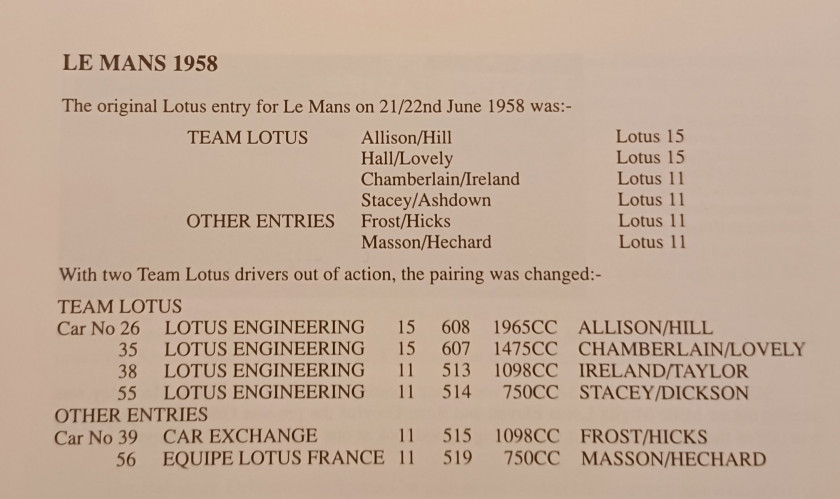 LE MANS 1958
The original Lotus entry for Le Mans on 21/22nd June 1958 was:-
TEAM LOTUS Allison/Hill Lotus 15
Hall/Lovely Lotus 15
Chamberlain/Ireland Lotus 11
Stacey/Ashdown Lotus 11
OTHER ENTRIES Frost/Hicks Lotus 11
Masson/Hechard Lotus 11
With two Team Lotus drivers out of action, the pairing was changed:-
TEAM LOTUS
Car No 26 LOTUS ENGINEERING 15 608 1965CC ALLISON/HILL
35 LOTUS ENGINEERING 15 607 1475CC CHAMBERLAIN/LOVELY
38 LOTUS ENGINEERING 11 513 1098CC IRELAND/TAYLOR
55 LOTUS ENGINEERING 11 514 750CC STACEY/DICKSON
OTHER ENTRIES
Car No 39 CAR EXCHANGE 11 515 1098CC FROST/HICKS
56 EQUIPE LOTUS FRANCE 11 519 750CC MASSON/HECHARD